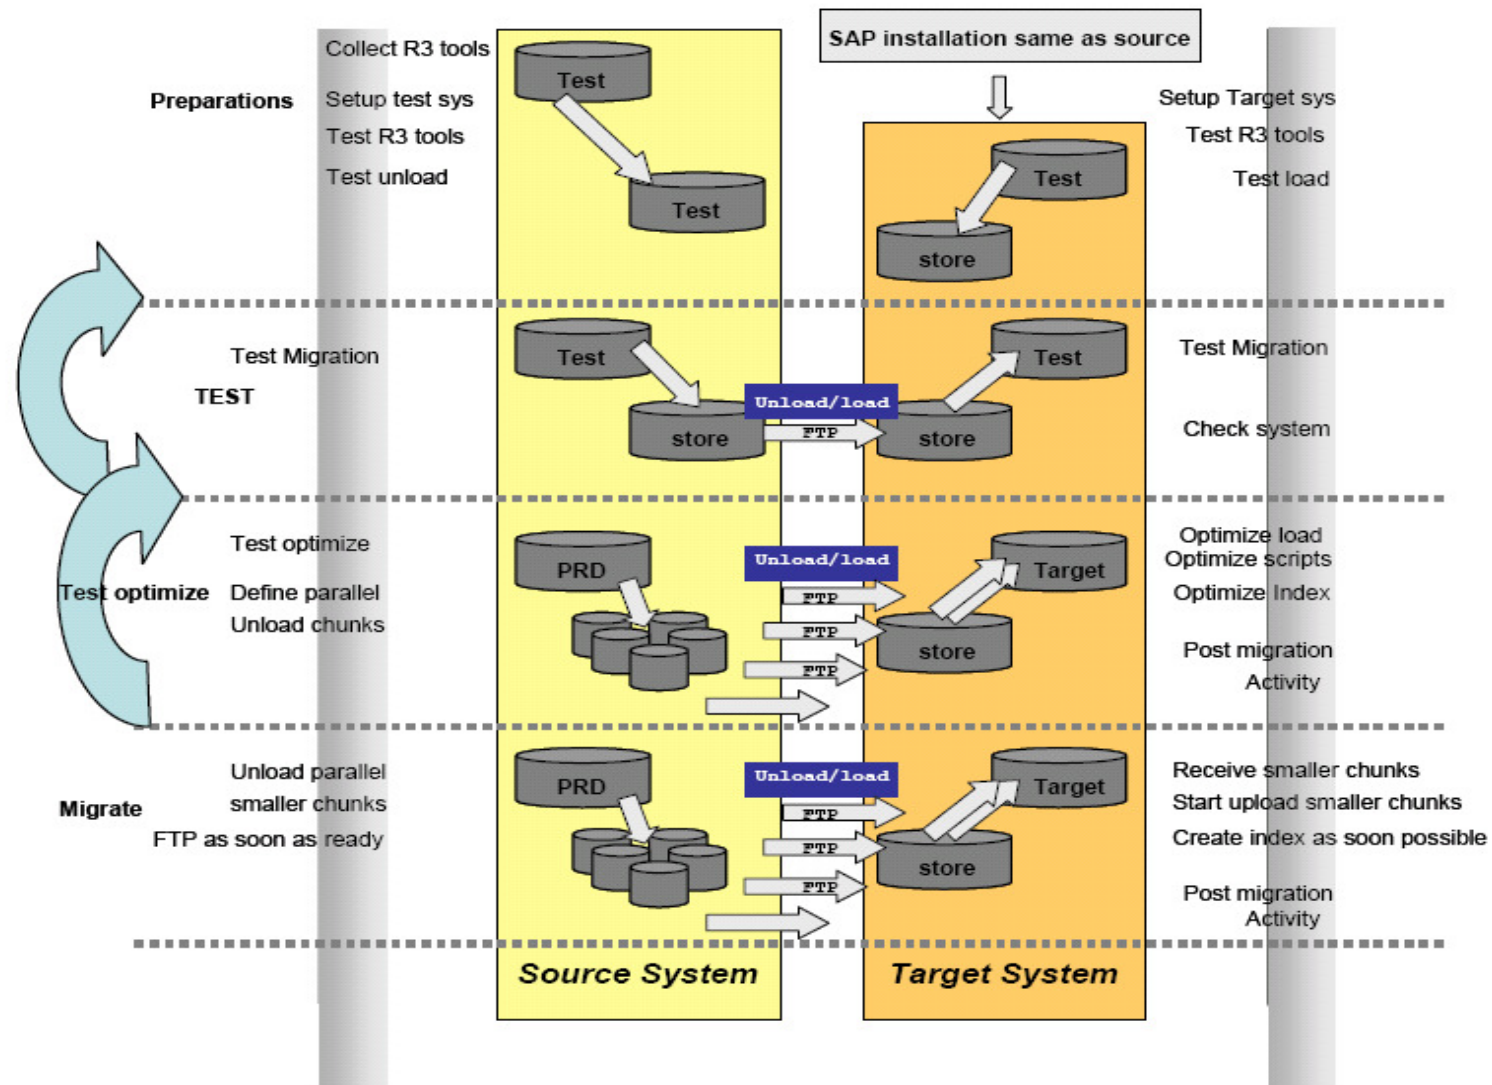 SAP installation same as source
Preparations
Collect R3 tools
Setup test sys
Test R3 tools
Test unload
Test
Test
Test
store
Setup Target sys
Test R3 tools
Test load
Test Migration
TEST
Test
store
Unload/load
FTP
Test
store
Test Migration
Check system
Test optimize
Test optimize
Define parallel
Unload chunks
PRD
Unload/load
FTP
FTP
FTP
Target
store
Optimize load
Optimize scripts
Optimize Index
Post migration
Activity
Migrate
Unload parallel
smaller chunks
FTP as soon as ready
PRD
Unload/load
FTP
FTP
FTP
Target
store
Receive smaller chunks
Start upload smaller chunks
Create index as soon possible
Post migration
Activity
Source System
Target System